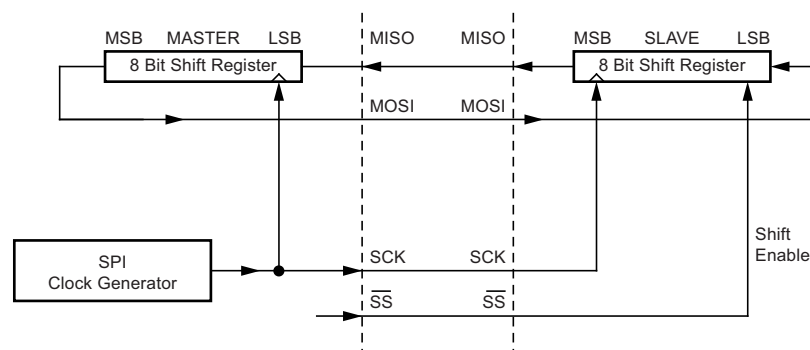 MSB MASTER LSB
8 Bit Shift Register
MISO MISO
MSB SLAVE LSB
8 Bit Shift Register
MOSI MOSI
SPI
Clock Generator
SCK SCK
SS SS
Shift
Enable